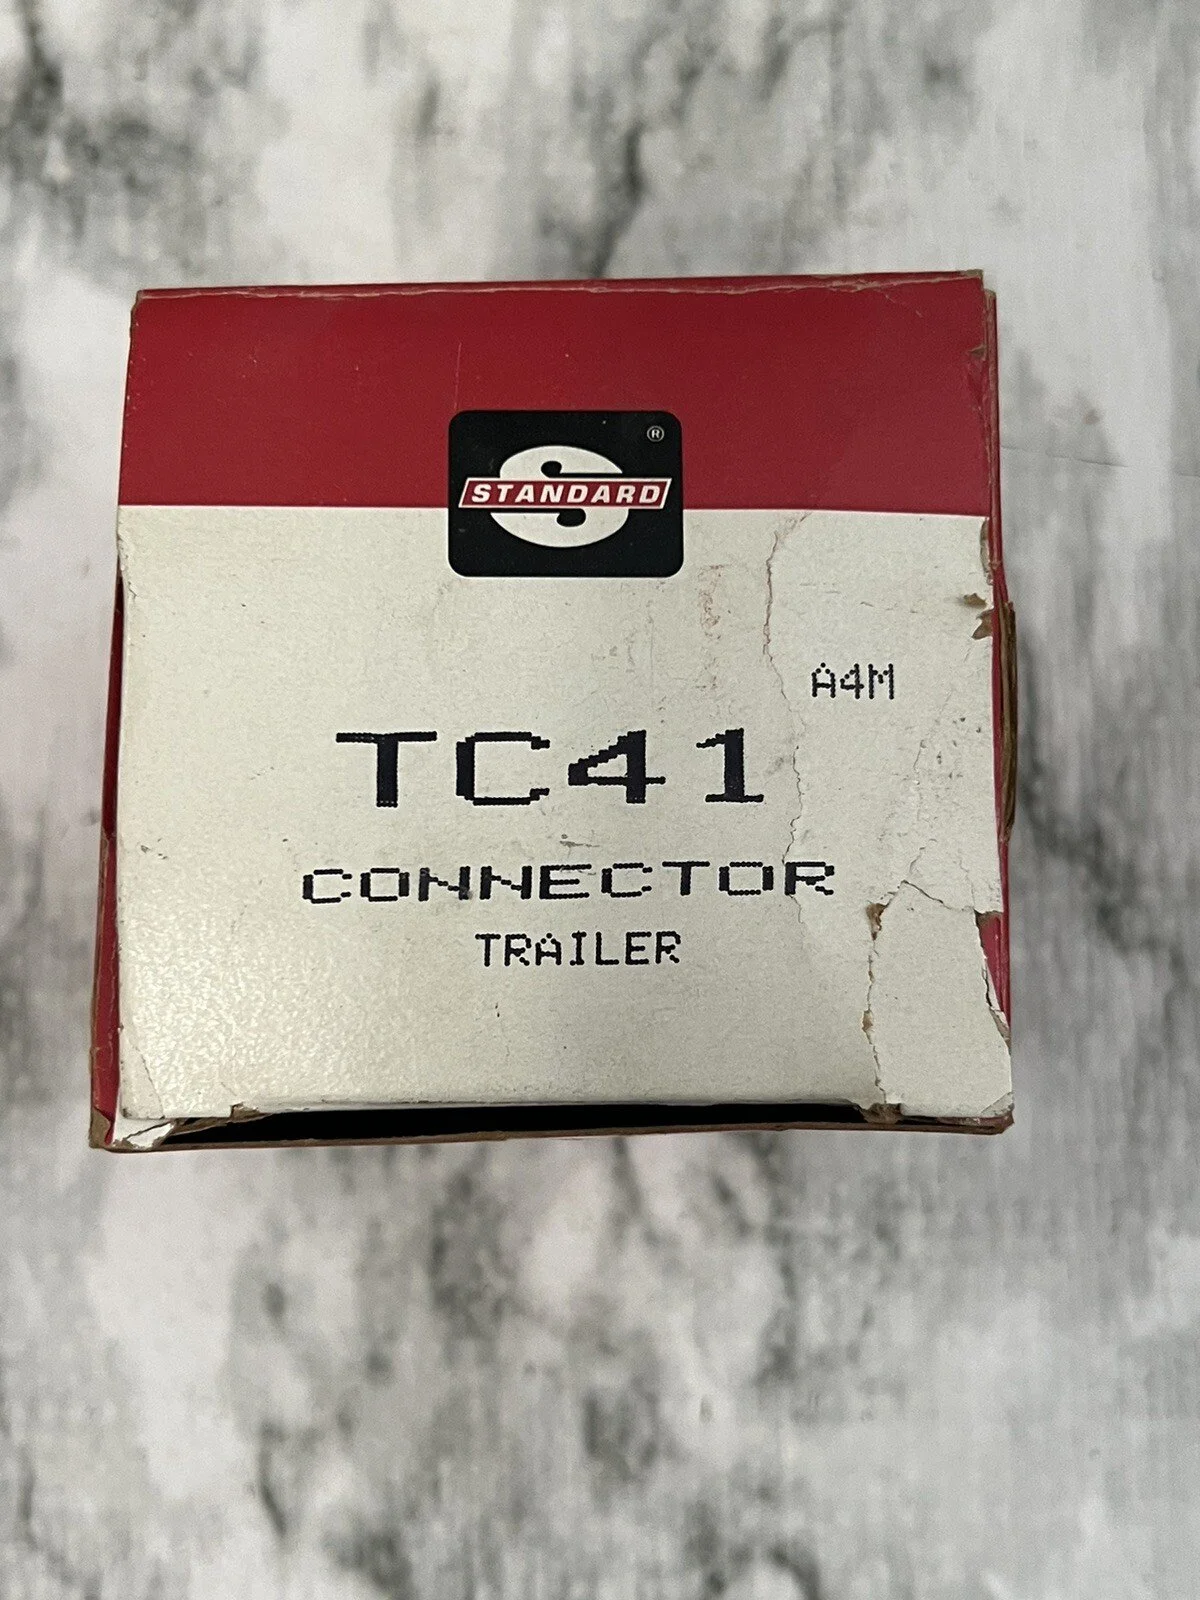 ®
STANDARD
A4M
TC41
CONNECTOR
TRAILER